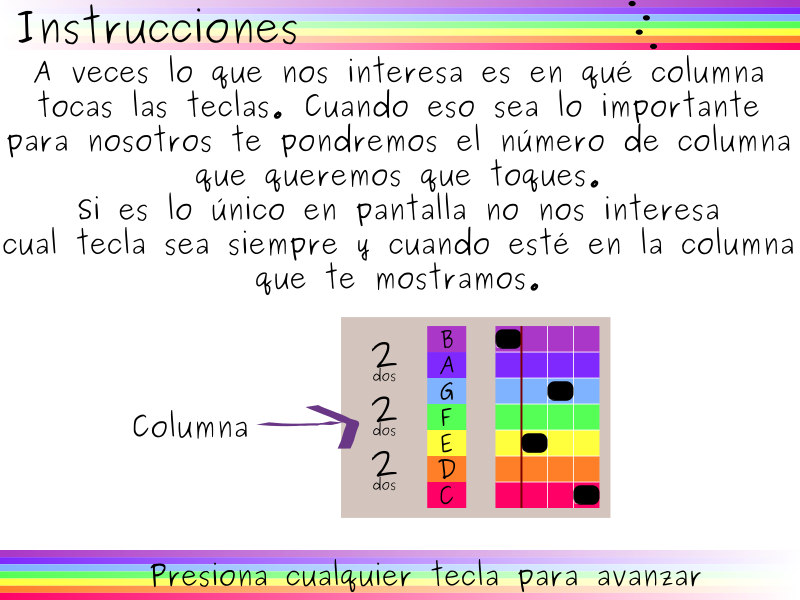 Instrucciones
A veces lo que nos interesa es en qué columna
tocas las teclas. Cuando eso sea lo importante
para nosotros te pondremos el número de columna
que queremos que toques.
Si es lo único en pantalla no nos interesa
cual tecla sea siempre y cuando esté en la columna
que te mostramos.
2
dos
2
dos
2
dos
B
A
G
F
E
D
C
Columna
Presiona cualquier tecla para avanzar